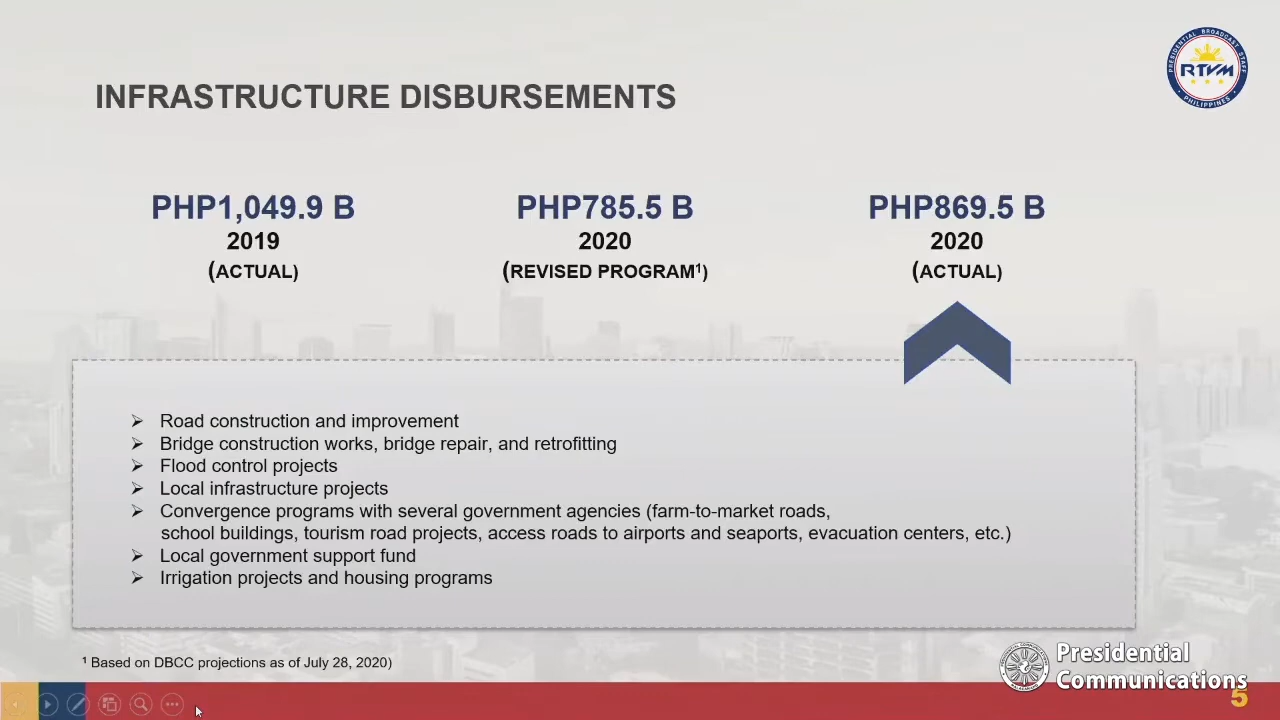 PRESIDENTIAL BROADCAST STAFF
RTVM
PHILIPPINES
INFRASTRUCTURE DISBURSEMENTS
PHP1,049.9 B
2019
(ACTUAL)
PHP785.5 B
2020
(REVISED PROGRAM¹)
PHP869.5 B
2020
(ACTUAL)
➢ Road construction and improvement
➢ Bridge construction works, bridge repair, and retrofitting
➢ Flood control projects
➢ Local infrastructure projects
➢ Convergence programs with several government agencies (farm-to-market roads,
school buildings, tourism road projects, access roads to airports and seaports, evacuation centers, etc.)
➢ Local government support fund
➢ Irrigation projects and housing programs
¹ Based on DBCC projections as of July 28, 2020)
Presidential
Communications
5